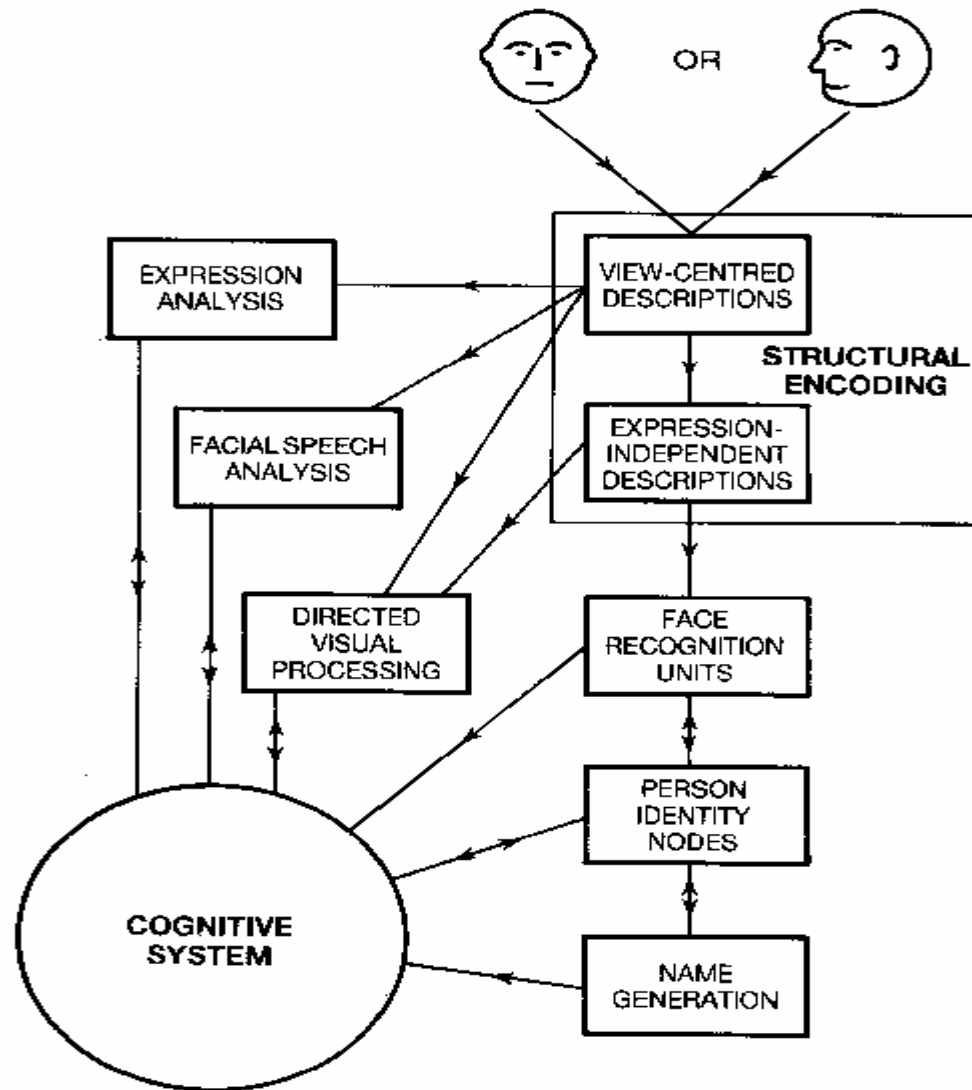 OR
VIEW-CENTRED
DESCRIPTIONS
STRUCTURAL
ENCODING
EXPRESSION-
INDEPENDENT
DESCRIPTIONS
EXPRESSION
ANALYSIS
FACIAL SPEECH
ANALYSIS
DIRECTED
VISUAL
PROCESSING
FACE
RECOGNITION
UNITS
PERSON
IDENTITY
NODES
NAME
GENERATION
COGNITIVE
SYSTEM